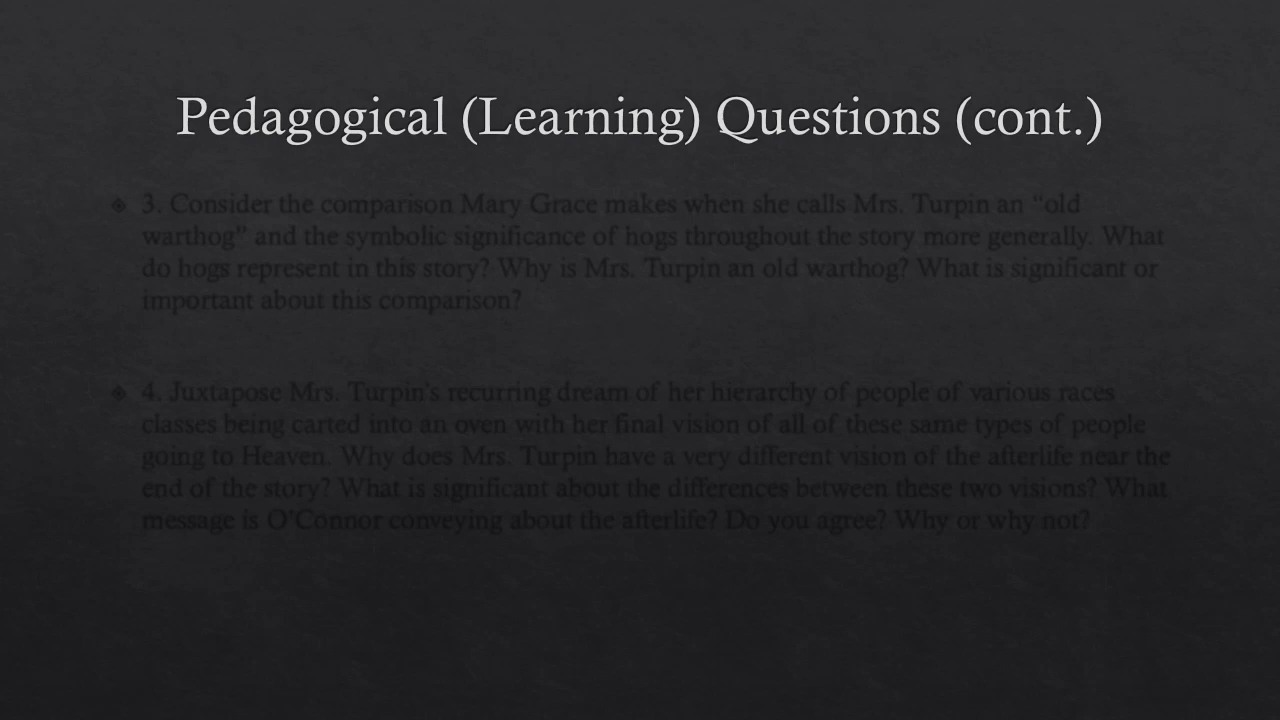 Pedagogical (Learning) Questions (cont.)
3. Consider the comparison Mary Grace makes when she calls Mrs. Turpin an “old
warthog” and the symbolic significance of hogs throughout the story more generally. What
do hogs represent in this story? Why is Mrs. Turpin an old warthog? What is significant or
important about this comparison?
4. Juxtapose Mrs. Turpin's recurring dream of her hierarchy of people of various races
classes being carted into an oven with her final vision of all of these same types of people
going to Heaven. Why does Mrs. Turpin have a very different vision of the afterlife near the
end of the story? What is significant about the differences between these two visions? What
message is O'Connor conveying about the afterlife? Do you agree? Why or why not?